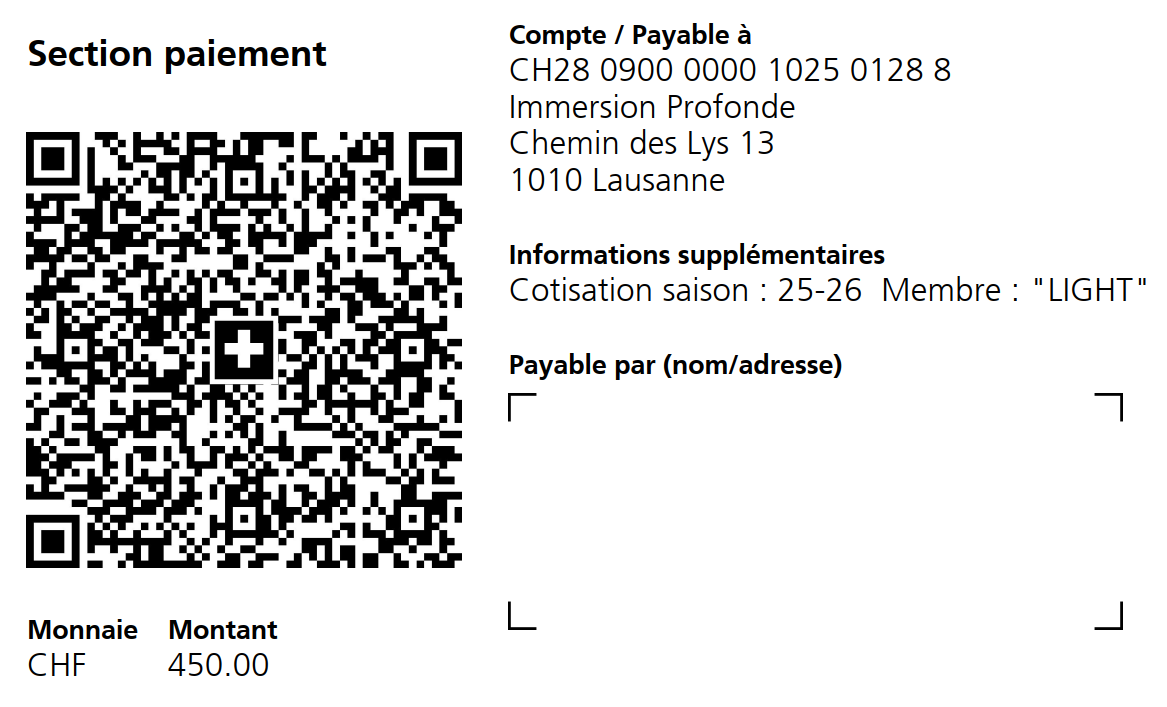 Section paiement
Monnaie Montant
CHF 450.00
Compte / Payable à
CH28 0900 0000 1025 0128 8
Immersion Profonde
Chemin des Lys 13
1010 Lausanne
Informations supplémentaires
Cotisation saison : 25-26  Membre : "LIGHT"
Payable par (nom/adresse)